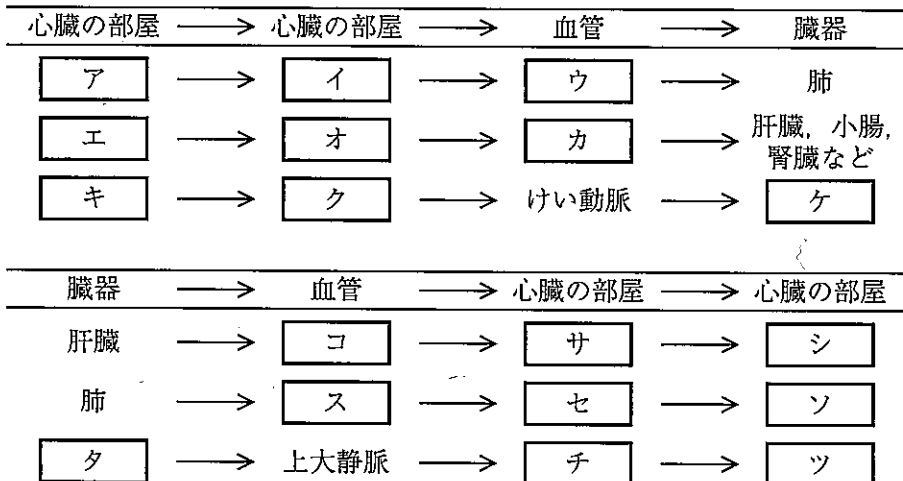 心臓の部屋 → 心臓の部屋 → 血管 → 臓器
ア → イ → ウ → 肺
エ → オ → カ → 肝臓，小腸，
腎臓など
キ → ク → けい動脈 → ケ
臓器 → 血管 → 心臓の部屋 → 心臓の部屋
肝臓 → コ → サ → シ
肺 → ス → セ → ソ
タ → 上大静脈 → チ → ツ